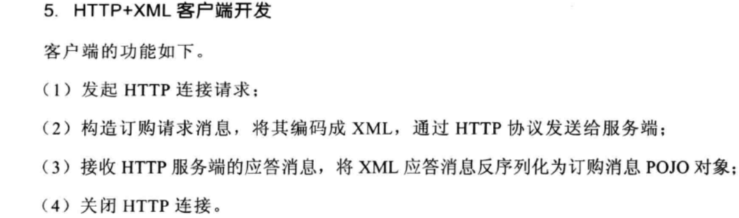 5. HTTP+XML 客户端开发
客户端的功能如下。
（1）发起 HTTP 连接请求；
（2）构造订购请求消息，将其编码成 XML，通过 HTTP 协议发送给服务端；
（3）接收 HTTP 服务端的应答消息，将 XML 应答消息反序列化为订购消息 POJO 对象；
（4）关闭 HTTP 连接。